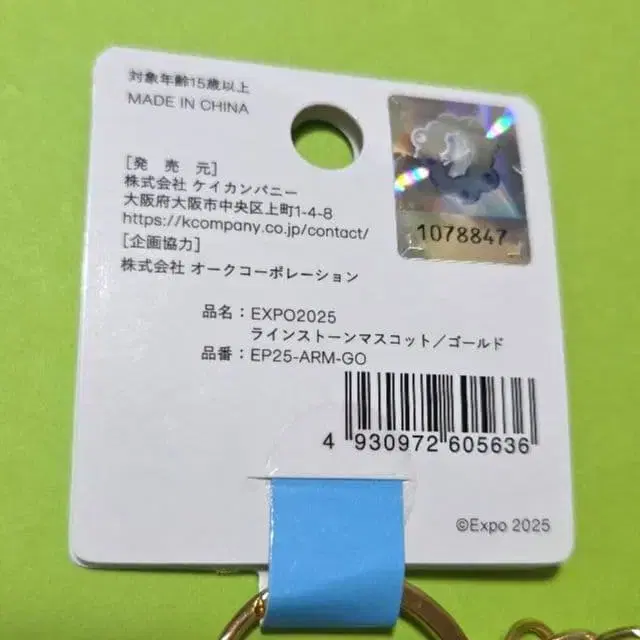 対象年齢15歳以上
MADE IN CHINA
1078847
[発 売 元]
株式会社 ケイカンパニー
大阪府大阪市中央区上町1-4-8
https://kcompany.co.jp/contact/
[企画協力]
株式会社 オークコーポレーション
品名：EXPO2025
ラインストーンマスコット／ゴールド
品番：EP25-ARM-GO
4 930972 605636
©Expo 2025